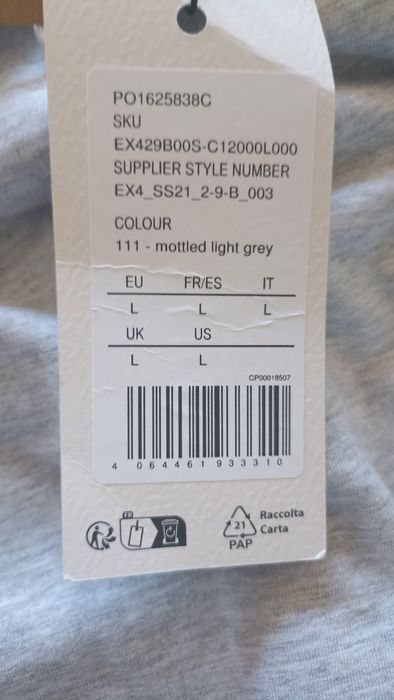 PO1625838C
SKU
EX429B00S-C12000L000
SUPPLIER STYLE NUMBER
EX4_SS21_2-9-B_003
COLOUR
111 - mottled light grey
EU FR/ES IT
L L L
UK US
L L
CP00018507
4 064461 933310
21
PAP
Raccolta
Carta